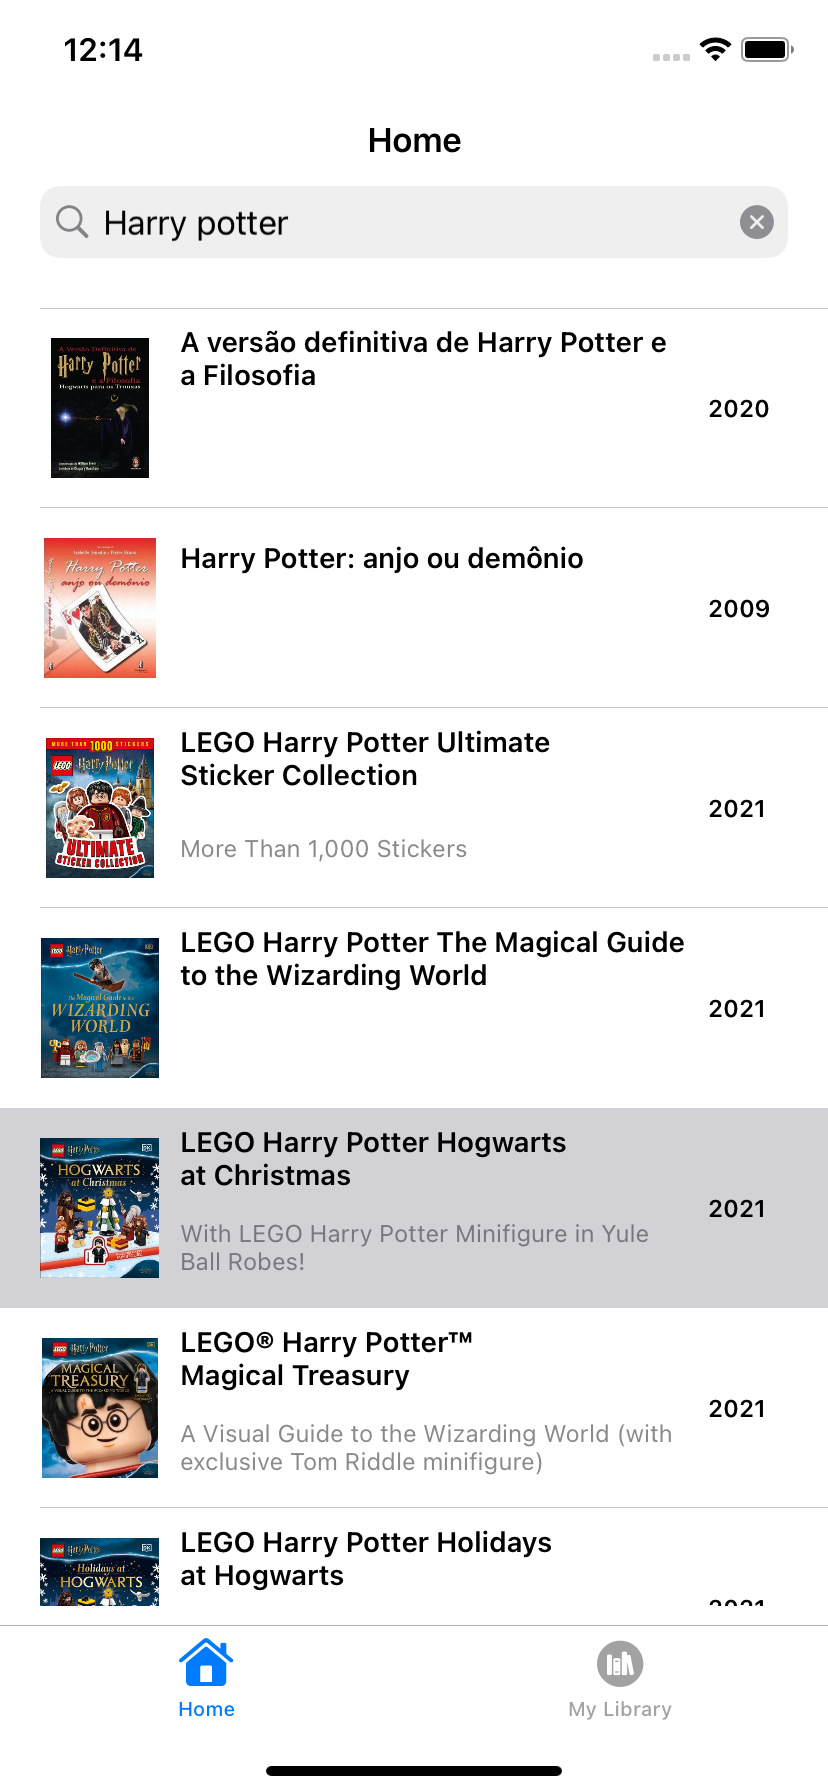 12:14
Home
Harry potter
A Versão Definitiva de
Harry Potter
e a Filosofia
Hogwarts para os Trouxas
A versão definitiva de Harry Potter e
a Filosofia
2020
Harry Potter
anjo ou demônio
Harry Potter: anjo ou demônio
2009
MORE THAN 1000 STICKERS
LEGO Harry Potter
ULTIMATE
STICKER COLLECTION
LEGO Harry Potter Ultimate
Sticker Collection
More Than 1,000 Stickers
2021
LEGO Harry Potter
The Magical Guide to the
WIZARDING
WORLD
LEGO Harry Potter The Magical Guide
to the Wizarding World
2021
LEGO Harry Potter DK
HOGWARTS
at Christmas
LEGO Harry Potter Hogwarts
at Christmas
With LEGO Harry Potter Minifigure in Yule
Ball Robes!
2021
LEGO Harry Potter
MAGICAL
TREASURY
A VISUAL GUIDE TO THE WIZARDING WORLD
LEGO® Harry Potter™
Magical Treasury
A Visual Guide to the Wizarding World (with
exclusive Tom Riddle minifigure)
2021
LEGO Harry Potter DK
Holidays at
HOGWARTS
LEGO Harry Potter Holidays
at Hogwarts
2021
Home
My Library